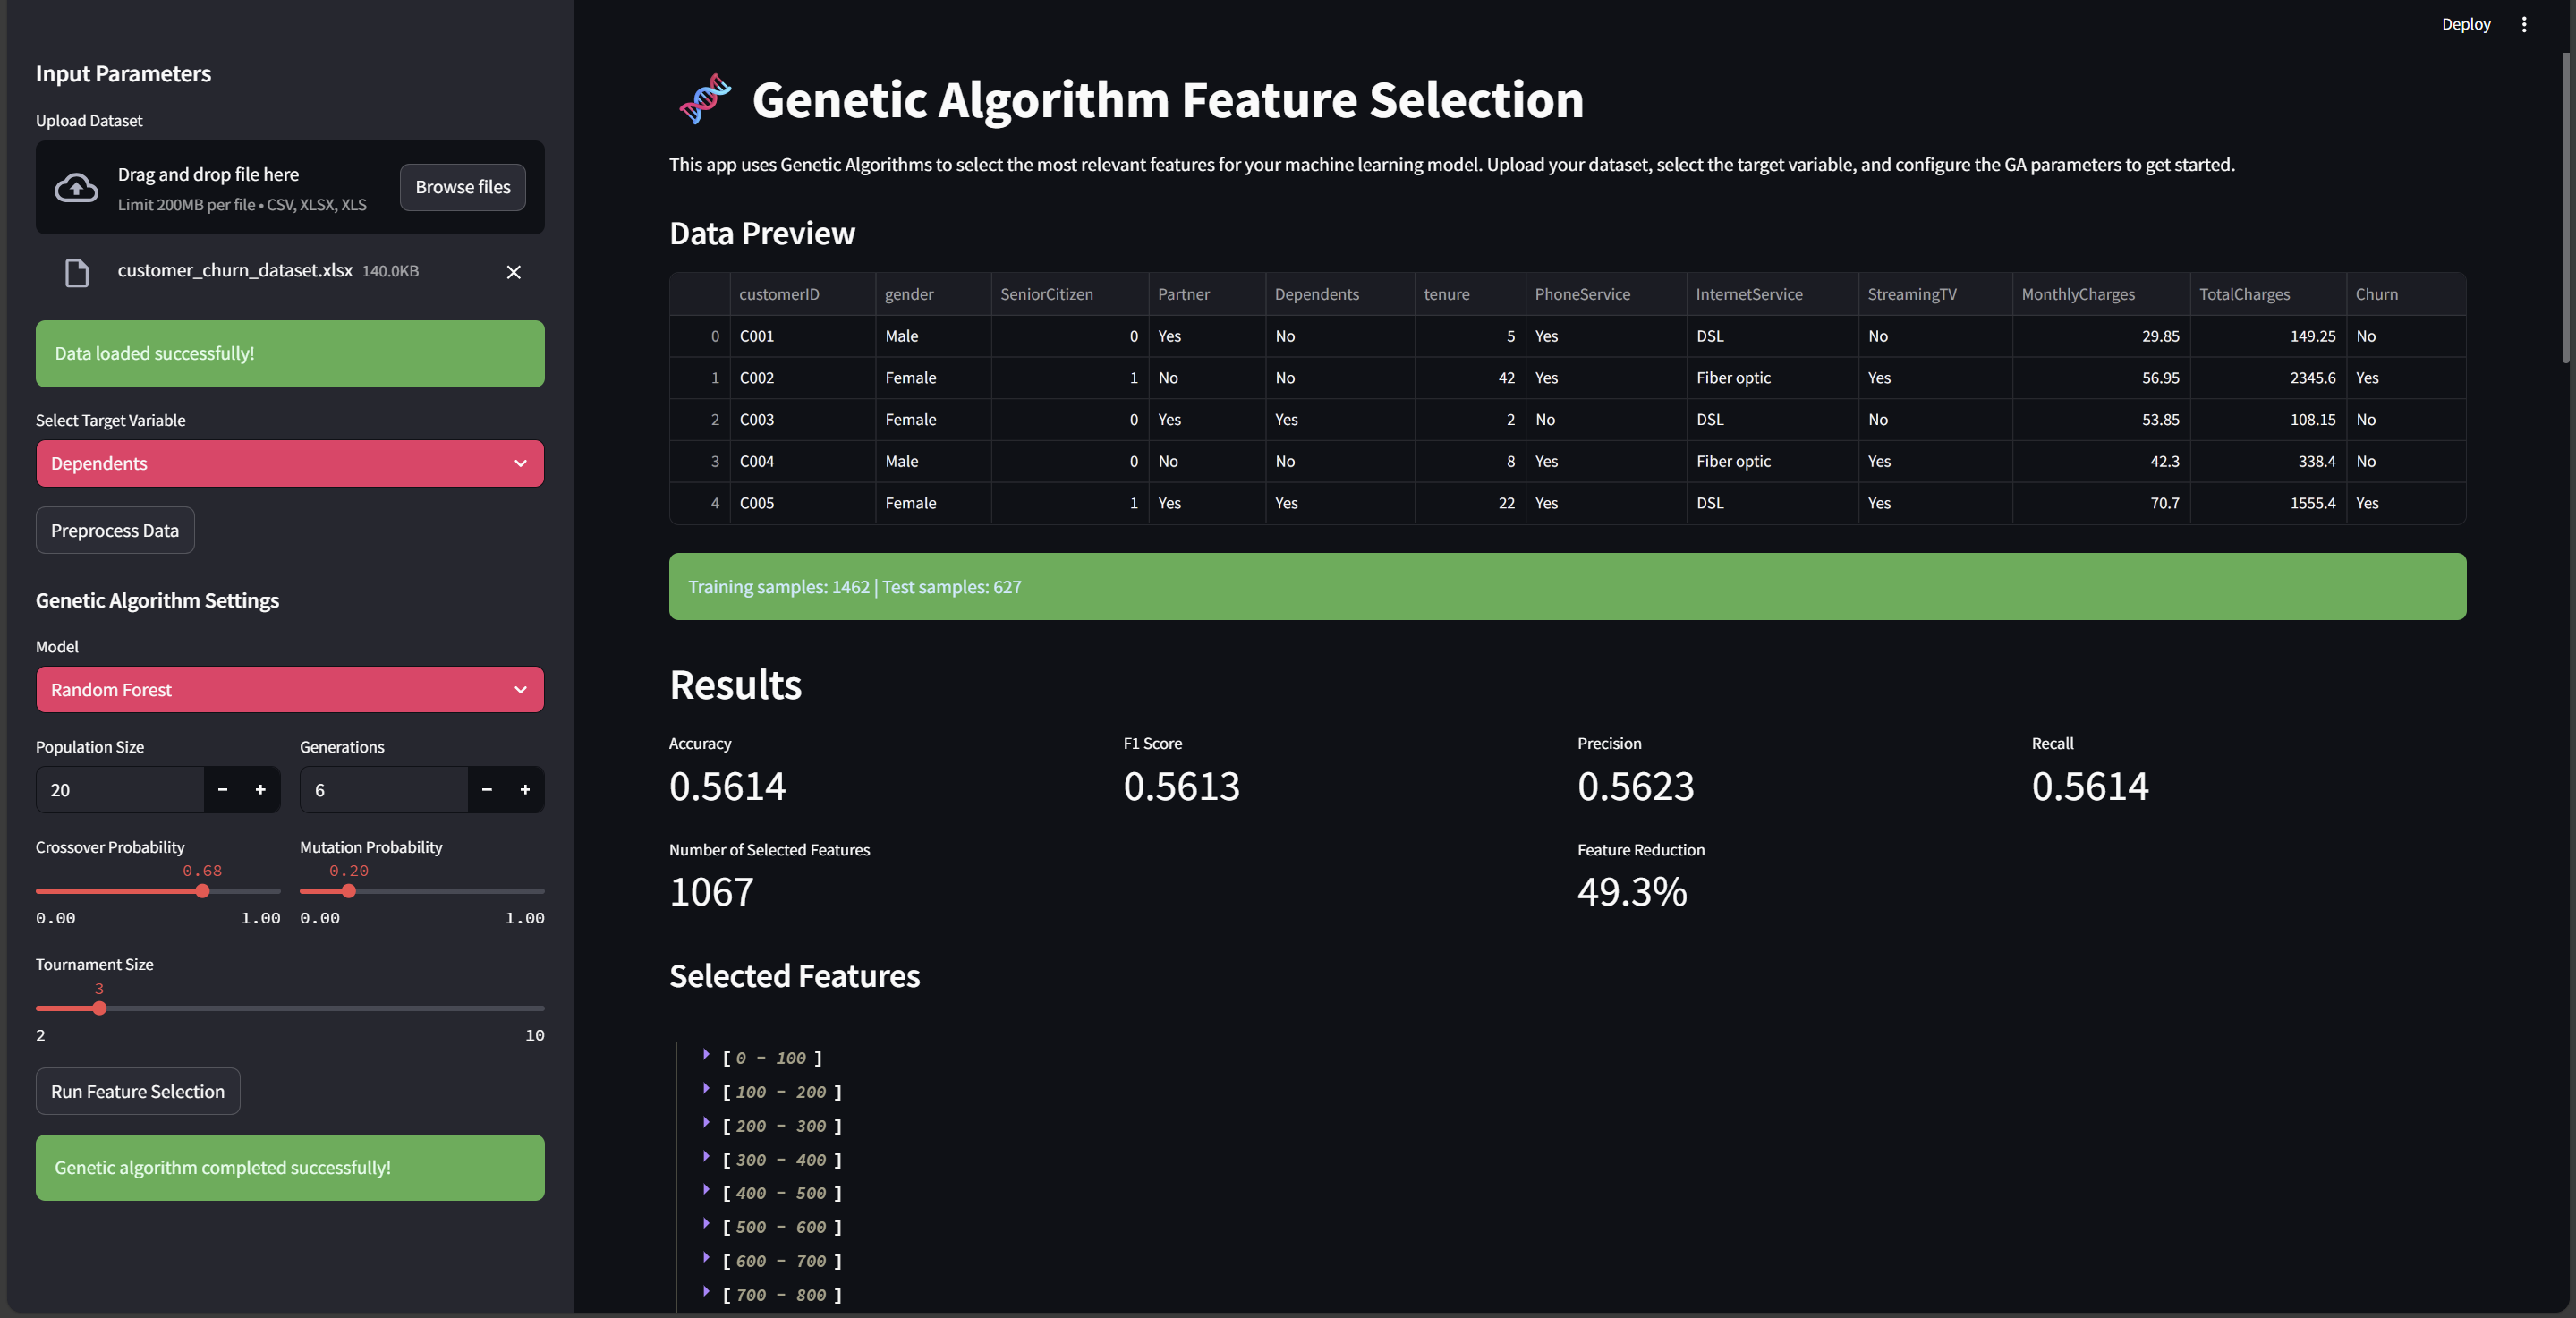 Deploy
Input Parameters
Upload Dataset
Drag and drop file here
Limit 200MB per file • CSV, XLSX, XLS
Browse files
customer_churn_dataset.xlsx 140.0KB
Data loaded successfully!
Select Target Variable
Dependents
Preprocess Data
Genetic Algorithm Settings
Model
Random Forest
Population Size Generations
20 − + 6 − +
Crossover Probability Mutation Probability
0.68 0.20
0.00 1.00 0.00 1.00
Tournament Size
3
2 10
Run Feature Selection
Genetic algorithm completed successfully!
Genetic Algorithm Feature Selection
This app uses Genetic Algorithms to select the most relevant features for your machine learning model. Upload your dataset, select the target variable, and configure the GA parameters to get started.
Data Preview
customerID gender SeniorCitizen Partner Dependents tenure PhoneService InternetService StreamingTV MonthlyCharges TotalCharges Churn
0 C001 Male 0 Yes No 5 Yes DSL No 29.85 149.25 No
1 C002 Female 1 No No 42 Yes Fiber optic Yes 56.95 2345.6 Yes
2 C003 Female 0 Yes Yes 2 No DSL No 53.85 108.15 No
3 C004 Male 0 No No 8 Yes Fiber optic Yes 42.3 338.4 No
4 C005 Female 1 Yes Yes 22 Yes DSL Yes 70.7 1555.4 Yes
Training samples: 1462 | Test samples: 627
Results
Accuracy F1 Score Precision Recall
0.5614 0.5613 0.5623 0.5614
Number of Selected Features Feature Reduction
1067 49.3%
Selected Features
[ 0 - 100 ]
[ 100 - 200 ]
[ 200 - 300 ]
[ 300 - 400 ]
[ 400 - 500 ]
[ 500 - 600 ]
[ 600 - 700 ]
[ 700 - 800 ]